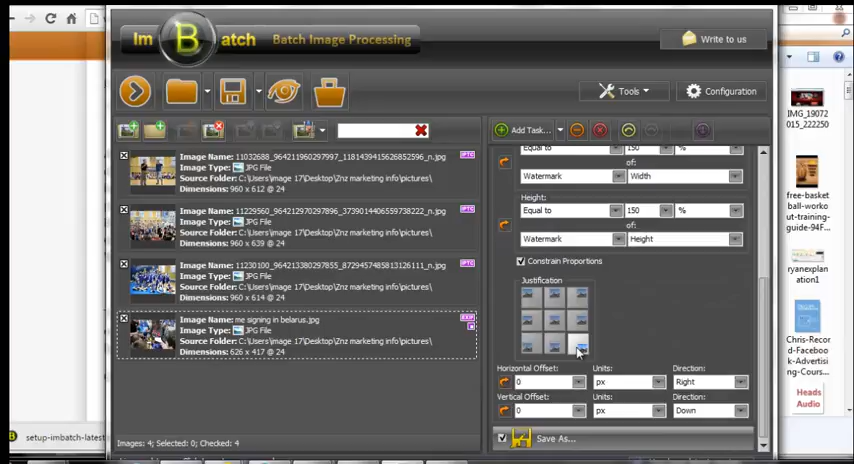 Im B atch Batch Image Processing
Write to us
Tools
Configuration
Add Task...
Image Name: 11032688_964211960297997_1181439415626852596_n.jpg
Image Type: JPG File
Source Folder: C:\Users\image 17\Desktop\Znz marketing info\pictures\
Dimensions: 960 x 612 @ 24
IPTC
Image Name: 11229560_964212970297896_3739014406559738222_n.jpg
Image Type: JPG File
Source Folder: C:\Users\image 17\Desktop\Znz marketing info\pictures\
Dimensions: 960 x 639 @ 24
IPTC
Image Name: 11230100_964213380297855_8729457485813126111_n.jpg
Image Type: JPG File
Source Folder: C:\Users\image 17\Desktop\Znz marketing info\pictures\
Dimensions: 960 x 614 @ 24
IPTC
Image Name: me signing in belarus.jpg
Image Type: JPG File
Source Folder: C:\Users\image 17\Desktop\Znz marketing info\pictures\
Dimensions: 626 x 417 @ 24
EXIF
Images: 4; Selected: 0; Checked: 4
Equal to 150 %
of:
Watermark Width
Height:
Equal to 150 %
of:
Watermark Height
Constrain Proportions
Justification
Horizontal Offset: Units: Direction:
0 px Right
Vertical Offset: Units: Direction:
0 px Down
Save As...
IMG_19072
015_222250
free-basket
ball-worko
ut-training-
guide-94F...
ryanexplan
ation1
Chris-Recor
d-Facebook
-Advertisi
ng-Cours...
Heads
Audio
setup-imbatch-latest